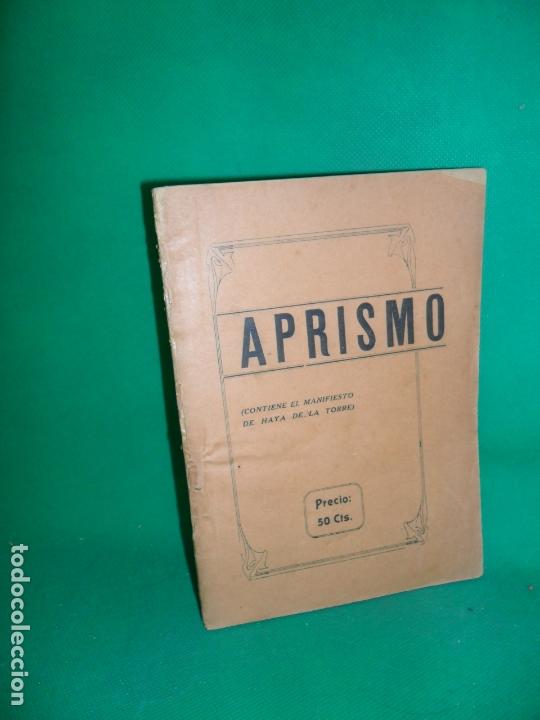 APRISMO
(CONTIENE EL MANIFIESTO
DE HAYA DE LA TORRE)
Precio:
50 Cts.
todocoleccion